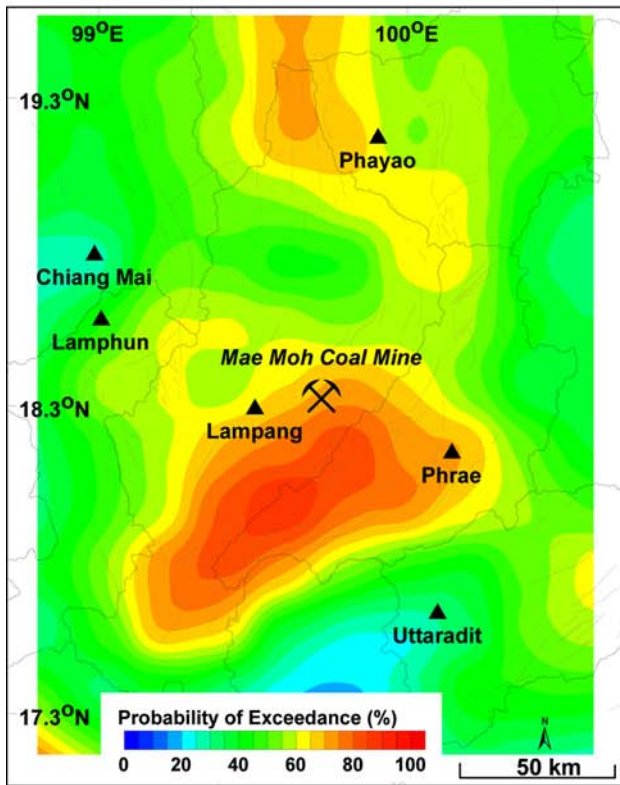 99°E
100°E
19.3°N
Phayao
Chiang Mai
Lamphun
Mae Moh Coal Mine
18.3°N
Lampang
Phrae
Uttaradit
17.3°N
Probability of Exceedance (%)
0 20 40 60 80 100
N
50 km